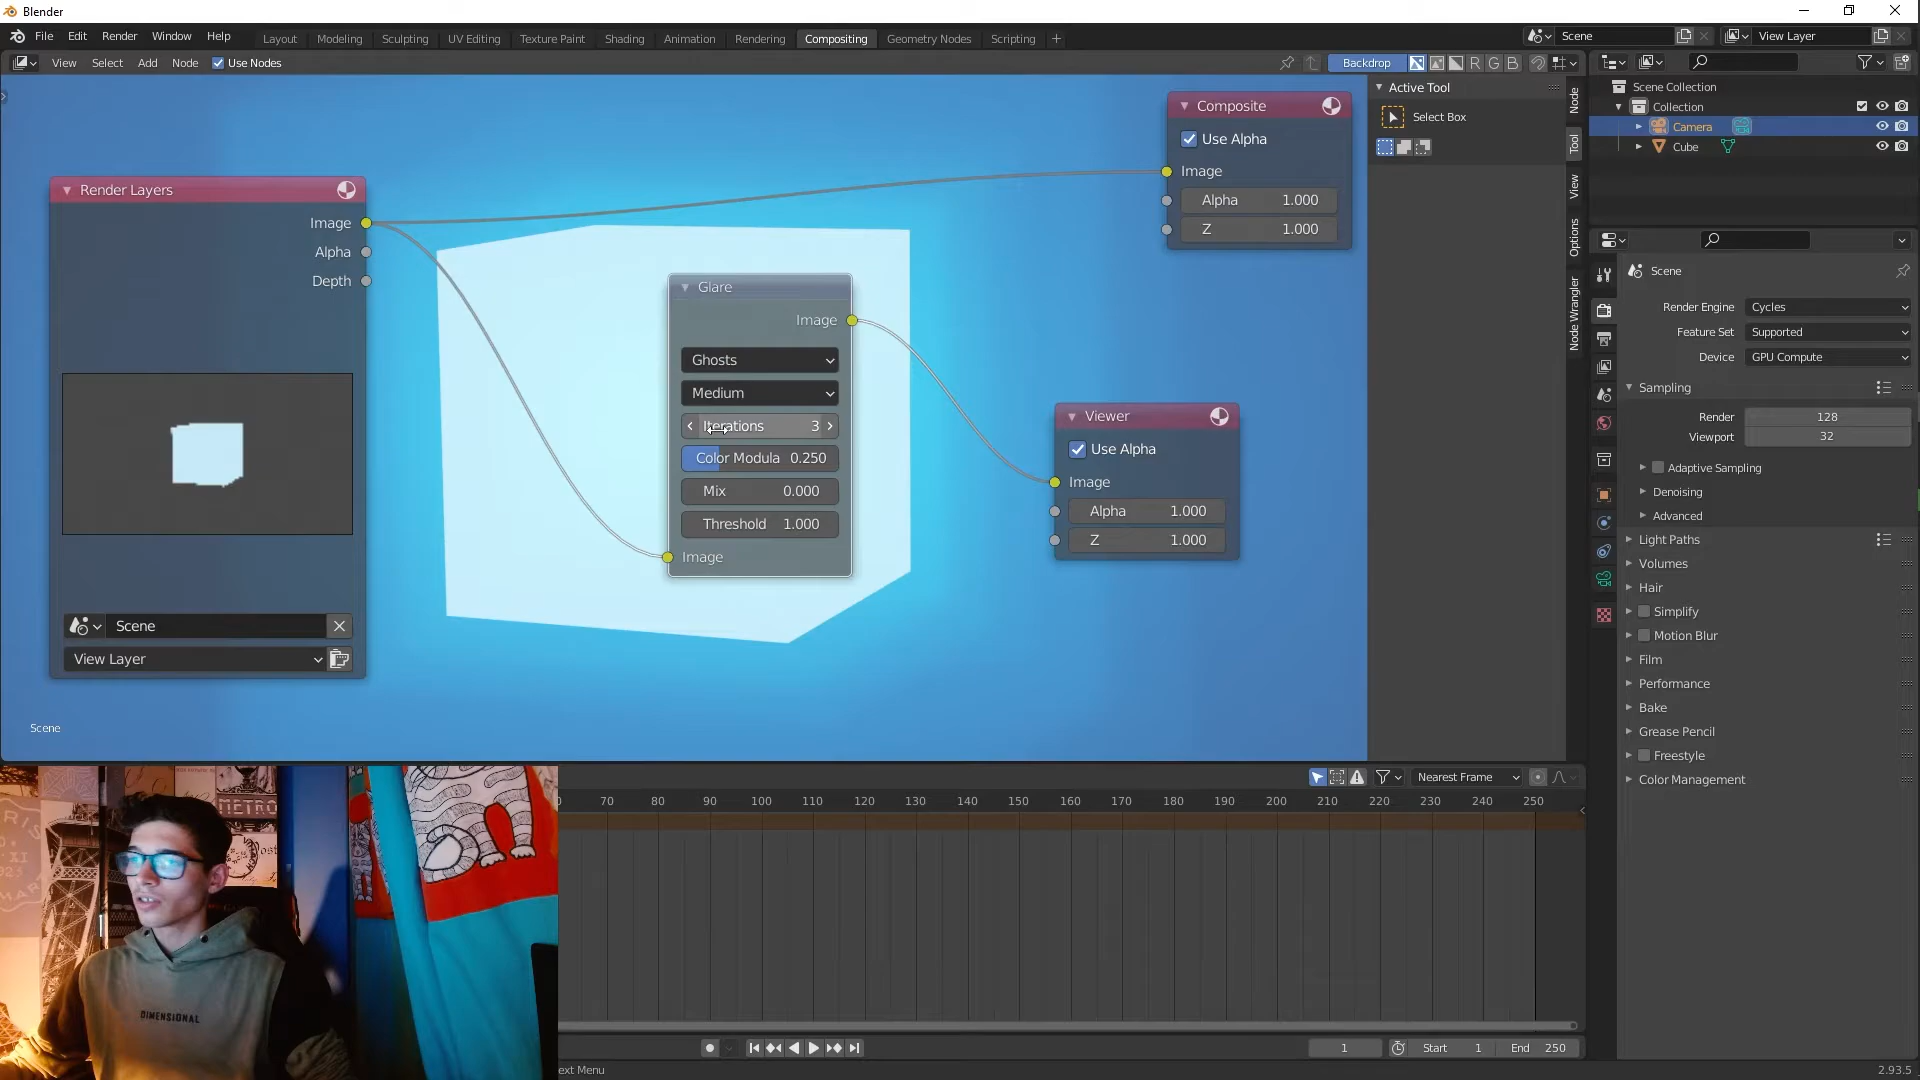 Blender
File Edit Render Window Help
Layout Modeling Sculpting UV Editing Texture Paint Shading Animation Rendering Compositing Geometry Nodes Scripting +
Scene
View Layer
View Select Add Node Use Nodes
Backdrop
R G B
Render Layers
Image
Alpha
Depth
Scene
View Layer
Scene
Glare
Image
Ghosts
Medium
Iterations 3
Color Modula 0.250
Mix 0.000
Threshold 1.000
Image
Composite
Use Alpha
Image
Alpha 1.000
Z 1.000
Viewer
Use Alpha
Image
Alpha 1.000
Z 1.000
Active Tool
Select Box
Node
Tool
View
Options
Node Wrangler
Scene Collection
Collection
Camera
Cube
Scene
Render Engine Cycles
Feature Set Supported
Device GPU Compute
Sampling
Render 128
Viewport 32
Adaptive Sampling
Denoising
Advanced
Light Paths
Volumes
Hair
Simplify
Motion Blur
Film
Performance
Bake
Grease Pencil
Freestyle
Color Management
Nearest Frame
0 70 80 90 100 110 120 130 140 150 160 170 180 190 200 210 220 230 240 250
METRO
DIMENSIONAL
1
Start 1 End 250
ext Menu
2.93.5